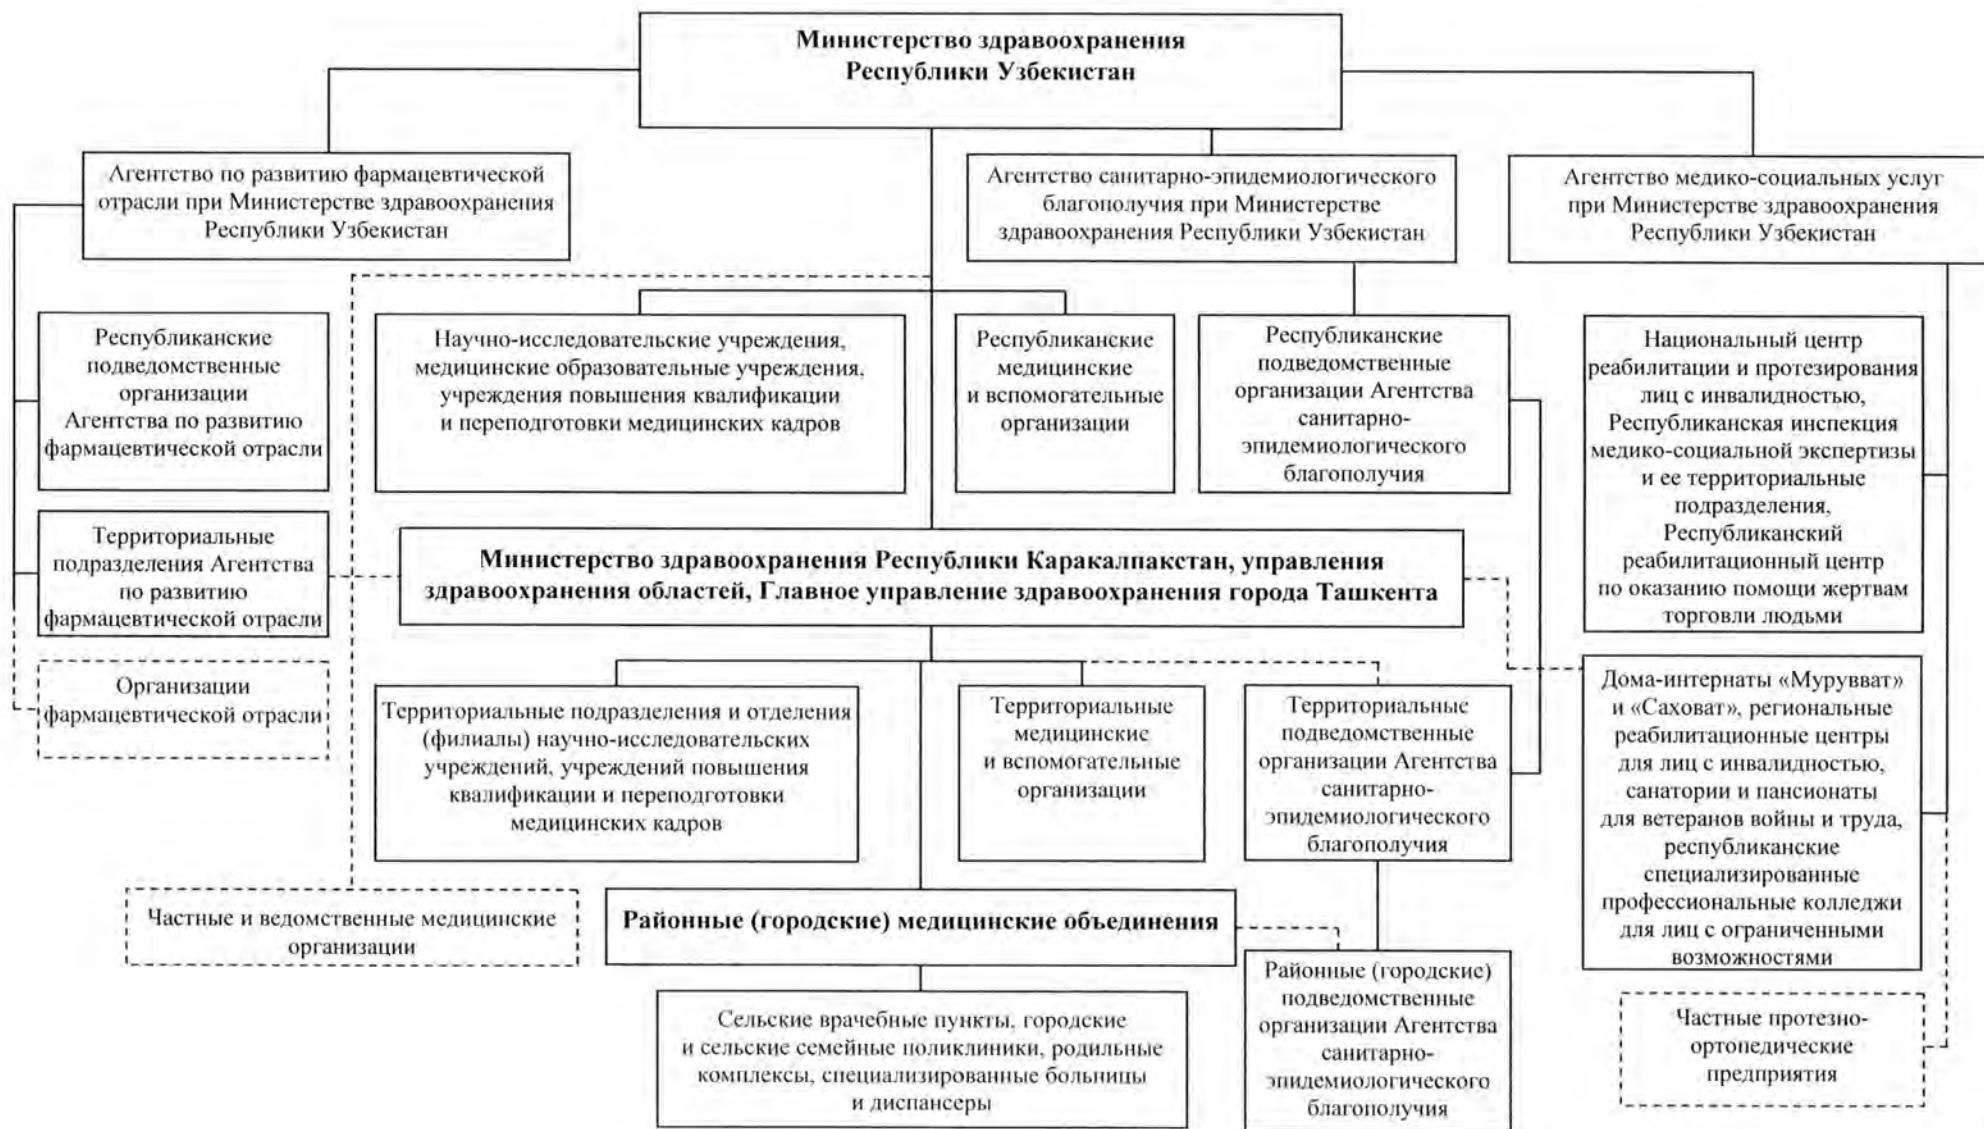 Министерство здравоохранения
Республики Узбекистан
Агентство по развитию фармацевтической
отрасли при Министерстве здравоохранения
Республики Узбекистан
Агентство санитарно-эпидемиологического
благополучия при Министерстве
здравоохранения Республики Узбекистан
Агентство медико-социальных услуг
при Министерстве здравоохранения
Республики Узбекистан
Республиканские
подведомственные
организации
Агентства по развитию
фармацевтической отрасли
Научно-исследовательские учреждения,
медицинские образовательные учреждения,
учреждения повышения квалификации
и переподготовки медицинских кадров
Республиканские
медицинские
и вспомогательные
организации
Республиканские
подведомственные
организации Агентства
санитарно-
эпидемиологического
благополучия
Национальный центр
реабилитации и протезирования
лиц с инвалидностью,
Республиканская инспекция
медико-социальной экспертизы
и ее территориальные
подразделения,
Республиканский
реабилитационный центр
по оказанию помощи жертвам
торговли людьми
Территориальные
подразделения Агентства
по развитию
фармацевтической отрасли
Министерство здравоохранения Республики Каракалпакстан, управления
здравоохранения областей, Главное управление здравоохранения города Ташкента
Организации
фармацевтической отрасли
Территориальные подразделения и отделения
(филиалы) научно-исследовательских
учреждений, учреждений повышения
квалификации и переподготовки
медицинских кадров
Территориальные
медицинские
и вспомогательные
организации
Территориальные
подведомственные
организации Агентства
санитарно-
эпидемиологического
благополучия
Дома-интернаты «Мурувват»
и «Саховат», региональные
реабилитационные центры
для лиц с инвалидностью,
санатории и пансионаты
для ветеранов войны и труда,
республиканские
специализированные
профессиональные колледжи
для лиц с ограниченными
возможностями
Частные и ведомственные медицинские
организации
Районные (городские) медицинские объединения
Районные (городские)
подведомственные
организации Агентства
санитарно-
эпидемиологического
благополучия
Сельские врачебные пункты, городские
и сельские семейные поликлиники, родильные
комплексы, специализированные больницы
и диспансеры
Частные протезно-
ортопедические
предприятия